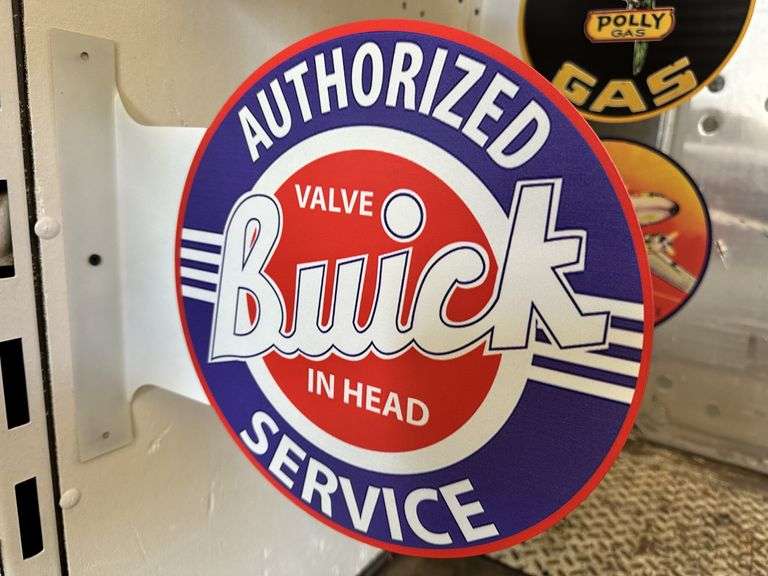 AUTHORIZED
VALVE
Buick
IN HEAD
SERVICE
POLLY
GAS
GAS